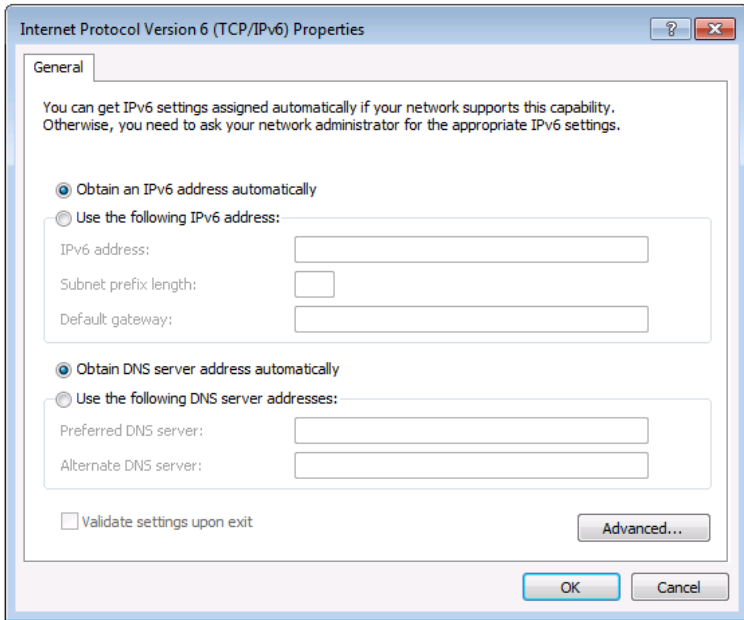 Internet Protocol Version 6 (TCP/IPv6) Properties
?
General
You can get IPv6 settings assigned automatically if your network supports this capability.
Otherwise, you need to ask your network administrator for the appropriate IPv6 settings.
Obtain an IPv6 address automatically
Use the following IPv6 address:
IPv6 address:
Subnet prefix length:
Default gateway:
Obtain DNS server address automatically
Use the following DNS server addresses:
Preferred DNS server:
Alternate DNS server:
Validate settings upon exit
Advanced...
OK Cancel